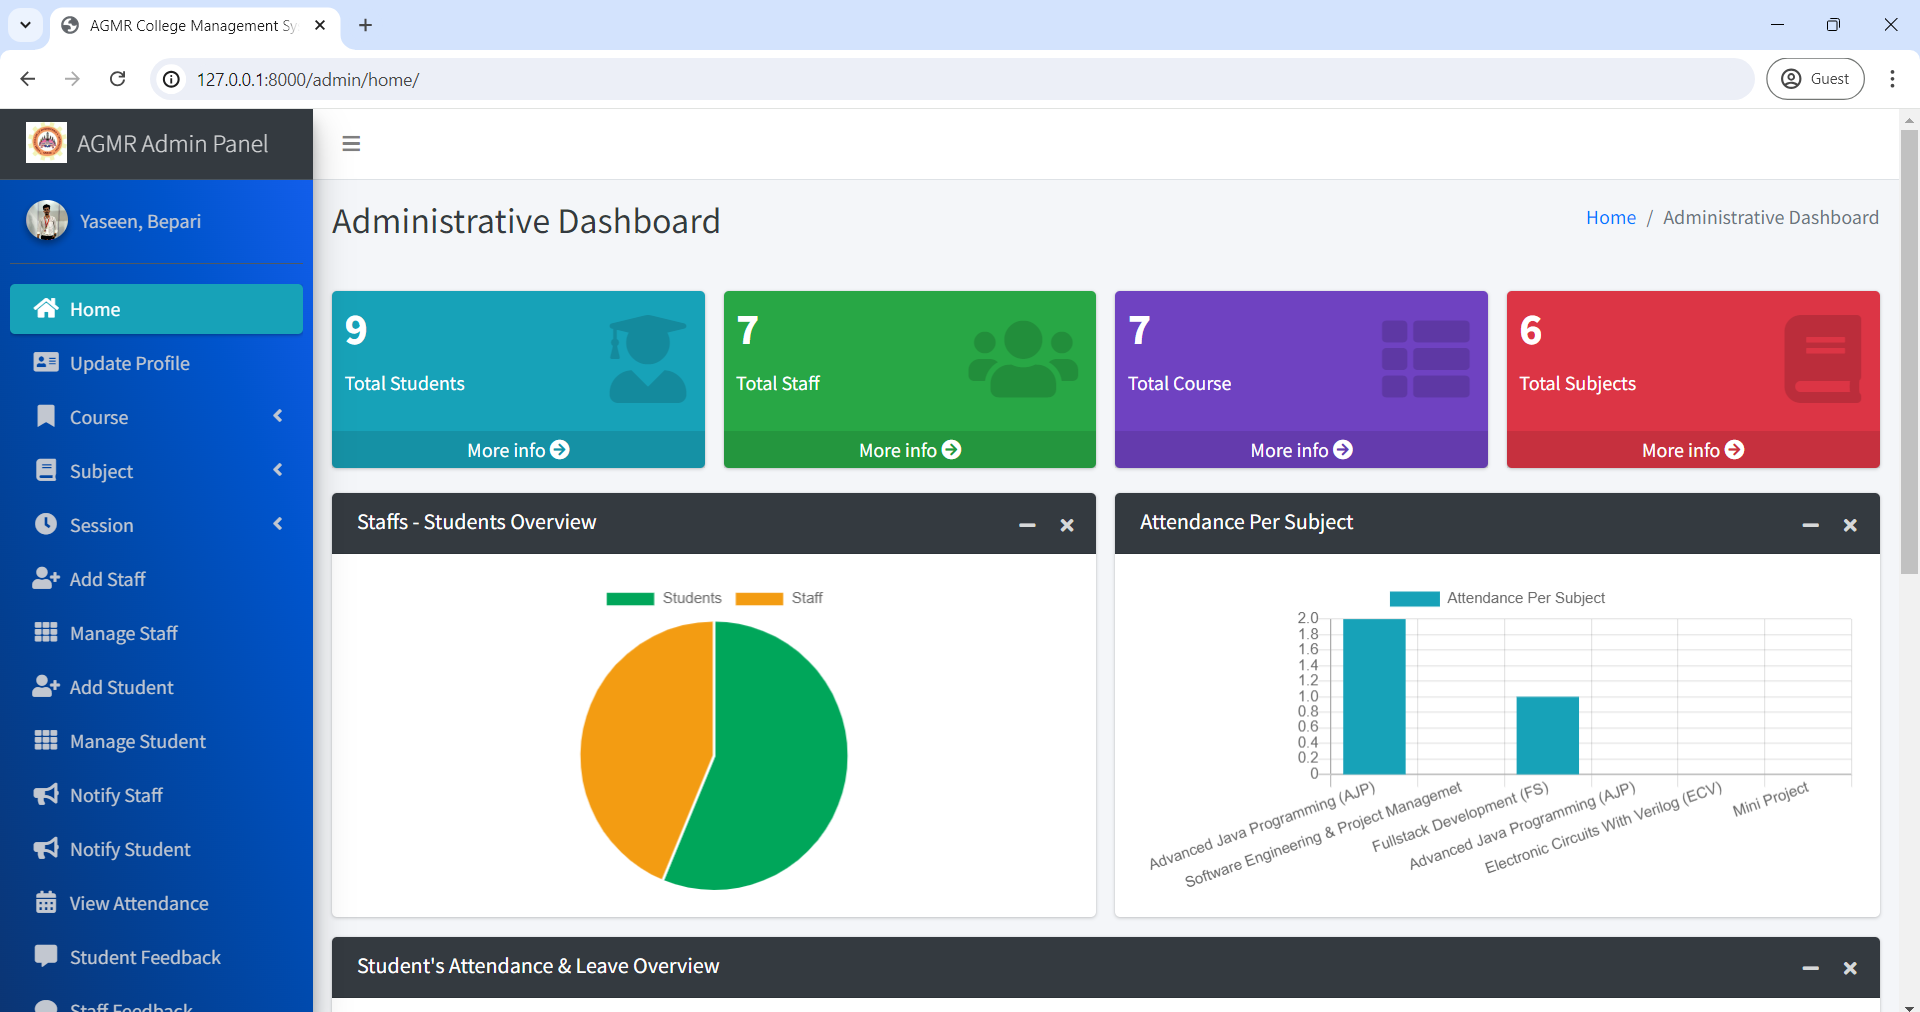 AGMR College Management Sy
127.0.0.1:8000/admin/home/
Guest
AGMR Admin Panel
Yaseen, Bepari
Home
Update Profile
Course
Subject
Session
Add Staff
Manage Staff
Add Student
Manage Student
Notify Staff
Notify Student
View Attendance
Student Feedback
Staff Feedback
Administrative Dashboard
Home / Administrative Dashboard
9
Total Students
More info
7
Total Staff
More info
7
Total Course
More info
6
Total Subjects
More info
Staffs - Students Overview
Students Staff
Attendance Per Subject
Attendance Per Subject
2.0
1.8
1.6
1.4
1.2
1.0
0.8
0.6
0.4
0.2
0
Advanced Java Programming (AJP)
Software Engineering & Project Managemet
Fullstack Development (FS)
Advanced Java Programming (AJP)
Electronic Circuits With Verilog (ECV)
Mini Project
Student's Attendance & Leave Overview